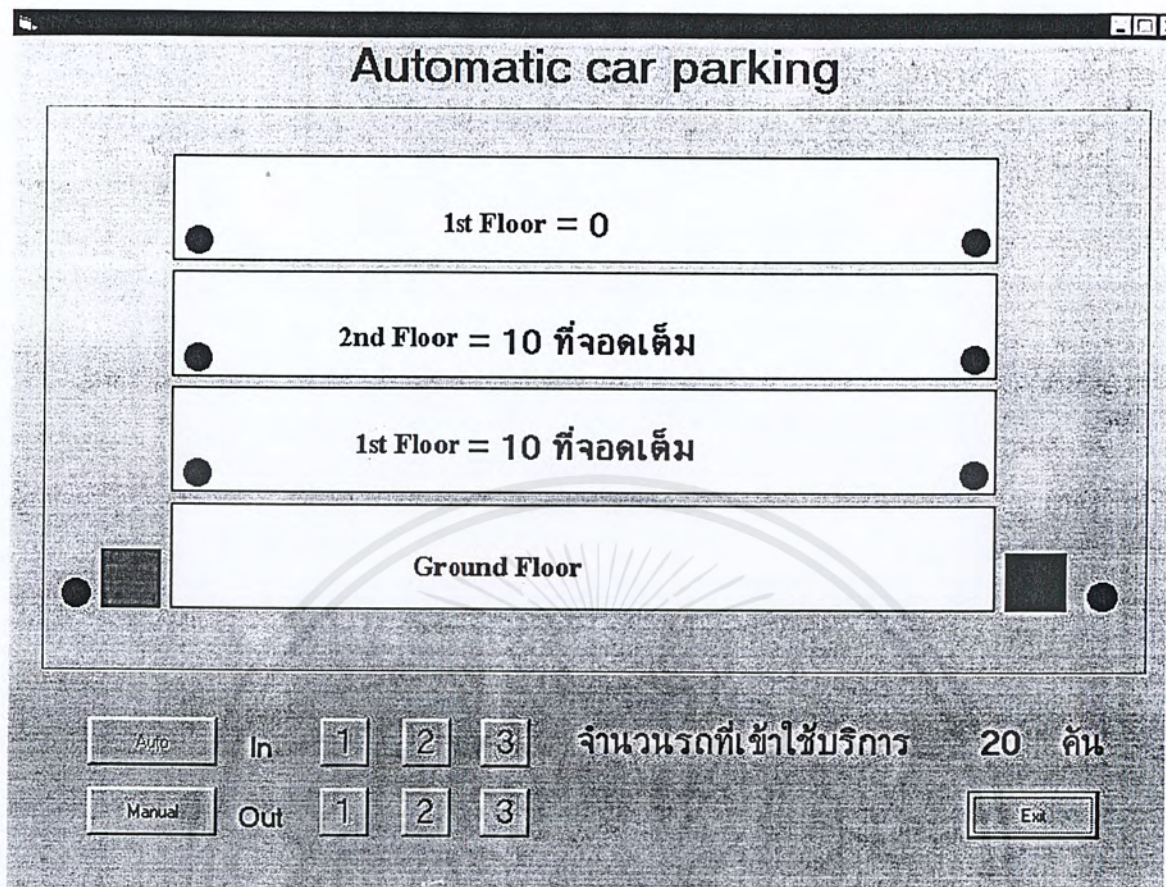 Automatic car parking
1st Floor = 0
2nd Floor = 10 ที่จอดเต็ม
1st Floor = 10 ที่จอดเต็ม
Ground Floor
Auto In 1 2 3 จำนวนรถที่เข้าใช้บริการ 20 คัน
Manual Out 1 2 3 Exit